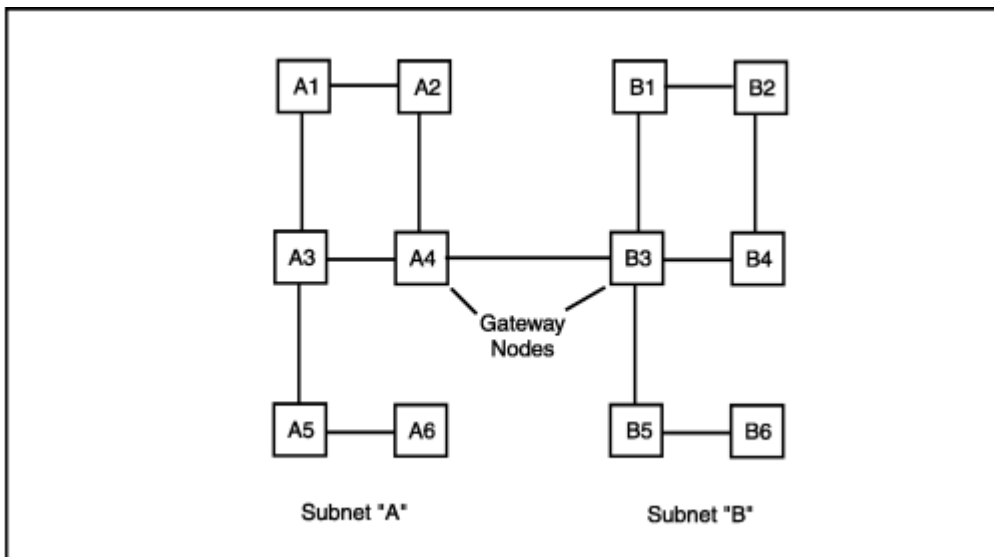 A1 A2 B1 B2
A3 A4 B3 B4
Gateway
Nodes
A5 A6 B5 B6
Subnet "A" Subnet "B"